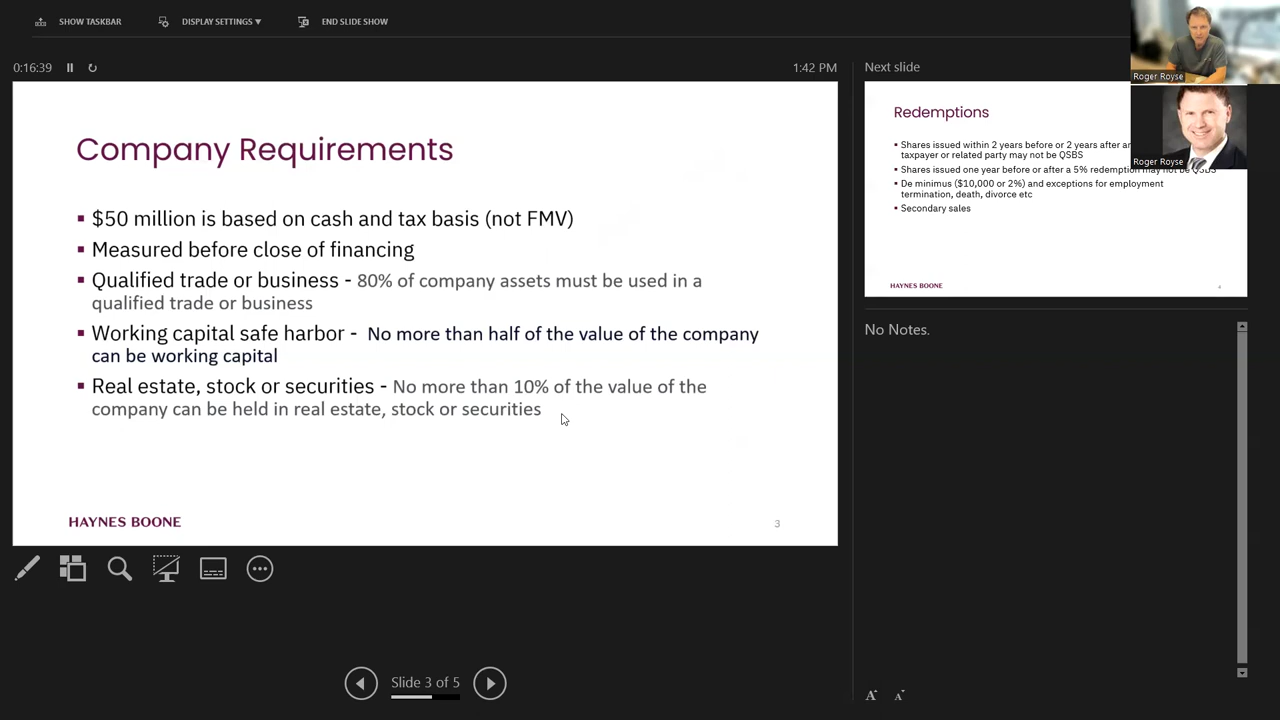 SHOW TASKBAR
DISPLAY SETTINGS ▼
END SLIDE SHOW
0:16:39
1:42 PM
Company Requirements
▪ $50 million is based on cash and tax basis (not FMV)
▪ Measured before close of financing
▪ Qualified trade or business - 80% of company assets must be used in a
qualified trade or business
▪ Working capital safe harbor - No more than half of the value of the company
can be working capital
▪ Real estate, stock or securities - No more than 10% of the value of the
company can be held in real estate, stock or securities
HAYNES BOONE
3
Slide 3 of 5
Next slide
Redemptions
▪ Shares issued within 2 years before or 2 years after
taxpayer or related party may not be QSBS
▪ Shares issued one year before or after a 5% redemption may not be QSBS
▪ De minimus ($10,000 or 2%) and exceptions for employment
termination, death, divorce etc
▪ Secondary sales
HAYNES BOONE
4
No Notes.
A
A
Roger Royse
Roger Royse